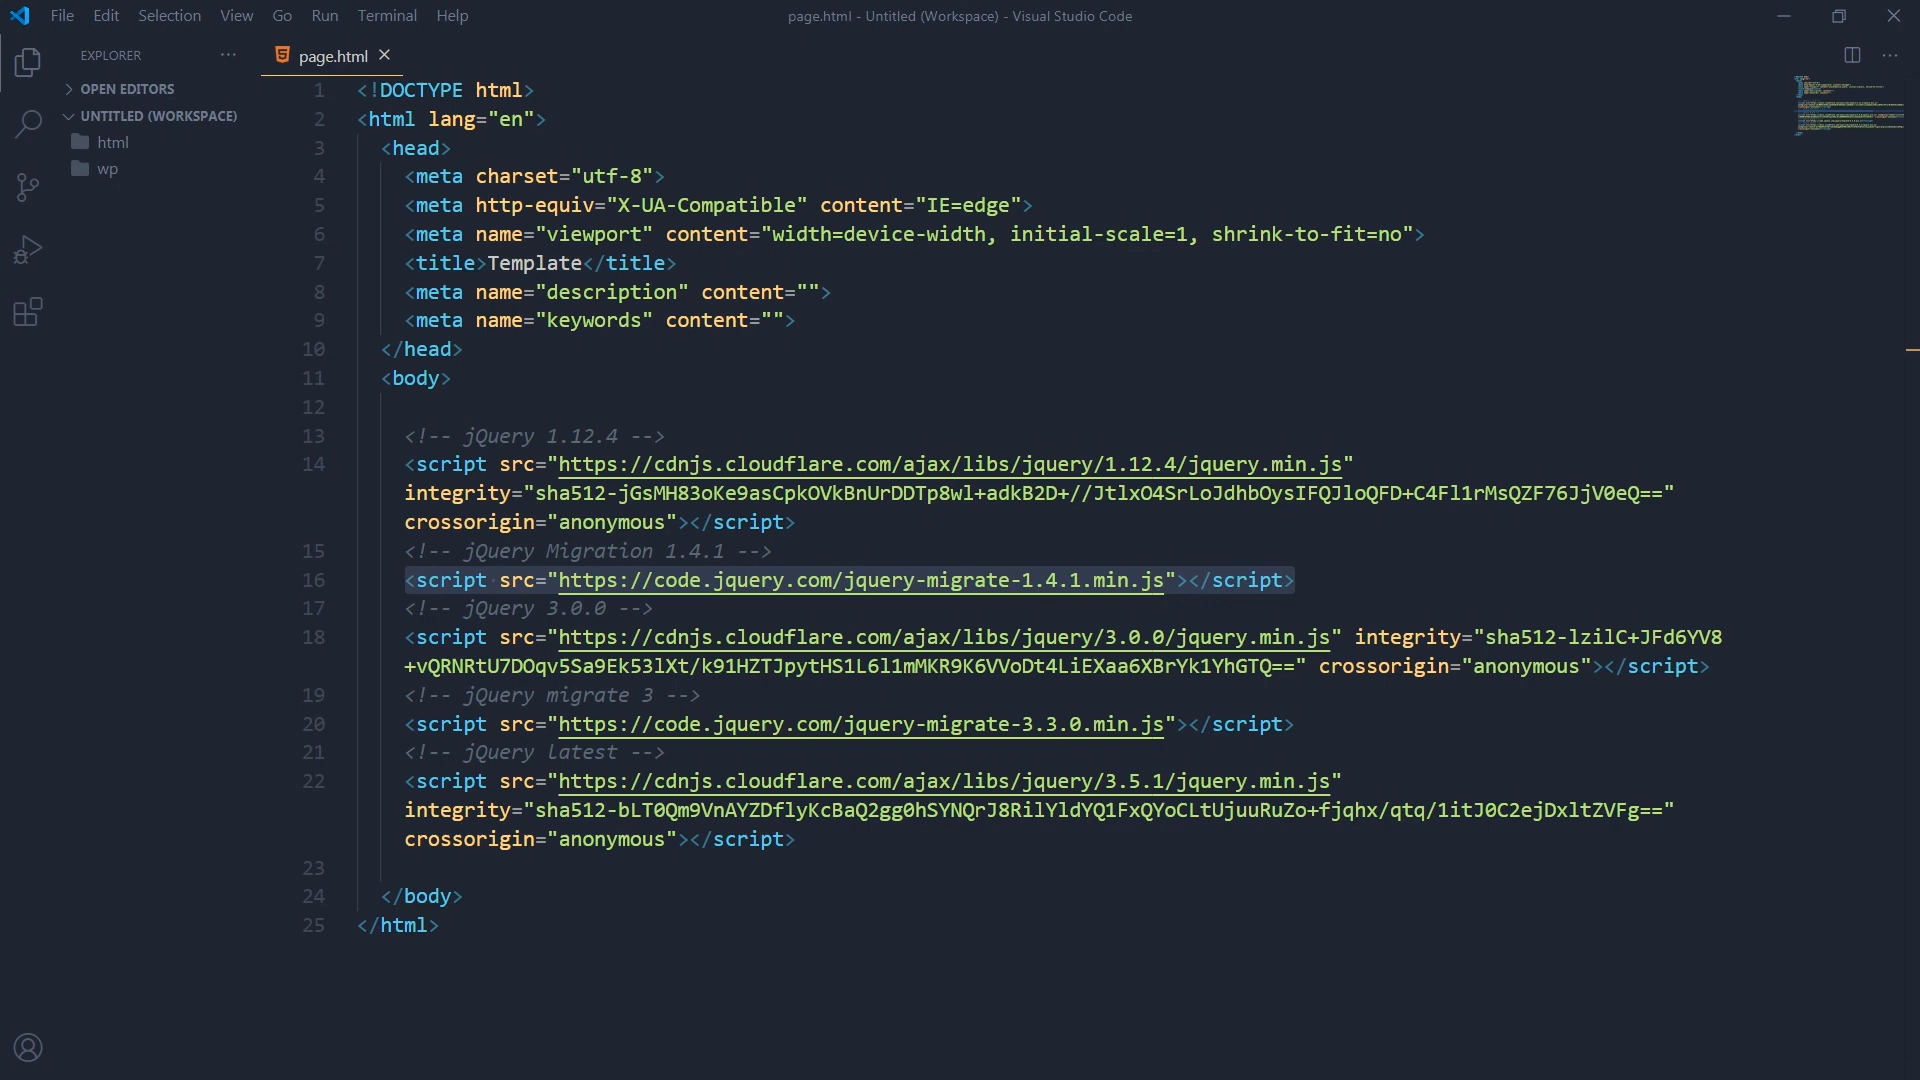 File Edit Selection View Go Run Terminal Help
page.html - Untitled (Workspace) - Visual Studio Code
EXPLORER
page.html
OPEN EDITORS
UNTITLED (WORKSPACE)
html
wp
1 <!DOCTYPE html>
2 <html lang="en">
3 <head>
4 <meta charset="utf-8">
5 <meta http-equiv="X-UA-Compatible" content="IE=edge">
6 <meta name="viewport" content="width=device-width, initial-scale=1, shrink-to-fit=no">
7 <title>Template</title>
8 <meta name="description" content="">
9 <meta name="keywords" content="">
10 </head>
11 <body>
12
13 <!-- jQuery 1.12.4 -->
14 <script src="https://cdnjs.cloudflare.com/ajax/libs/jquery/1.12.4/jquery.min.js"
integrity="sha512-jGsMH83oKe9asCpkOVkBnUrDDTp8wl+adkB2D+//JtlxO4SrLoJdhbOysIFQJloQFD+C4Fl1rMsQZF76JjV0eQ=="
crossorigin="anonymous"></script>
15 <!-- jQuery Migration 1.4.1 -->
16 <script src="https://code.jquery.com/jquery-migrate-1.4.1.min.js"></script>
17 <!-- jQuery 3.0.0 -->
18 <script src="https://cdnjs.cloudflare.com/ajax/libs/jquery/3.0.0/jquery.min.js" integrity="sha512-lzilC+JFd6YV8
+vQRNRtU7DOqv5Sa9Ek53lXt/k91HZTJpytHS1L6l1mMKR9K6VVoDt4LiEXaa6XBrYk1YhGTQ==" crossorigin="anonymous"></script>
19 <!-- jQuery migrate 3 -->
20 <script src="https://code.jquery.com/jquery-migrate-3.3.0.min.js"></script>
21 <!-- jQuery latest -->
22 <script src="https://cdnjs.cloudflare.com/ajax/libs/jquery/3.5.1/jquery.min.js"
integrity="sha512-bLT0Qm9VnAYZDflyKcBaQ2gg0hSYNQrJ8RilYldYQ1FxQYoCLtUjuuRuZo+fjqhx/qtq/1itJ0C2ejDxltZVFg=="
crossorigin="anonymous"></script>
23
24 </body>
25 </html>